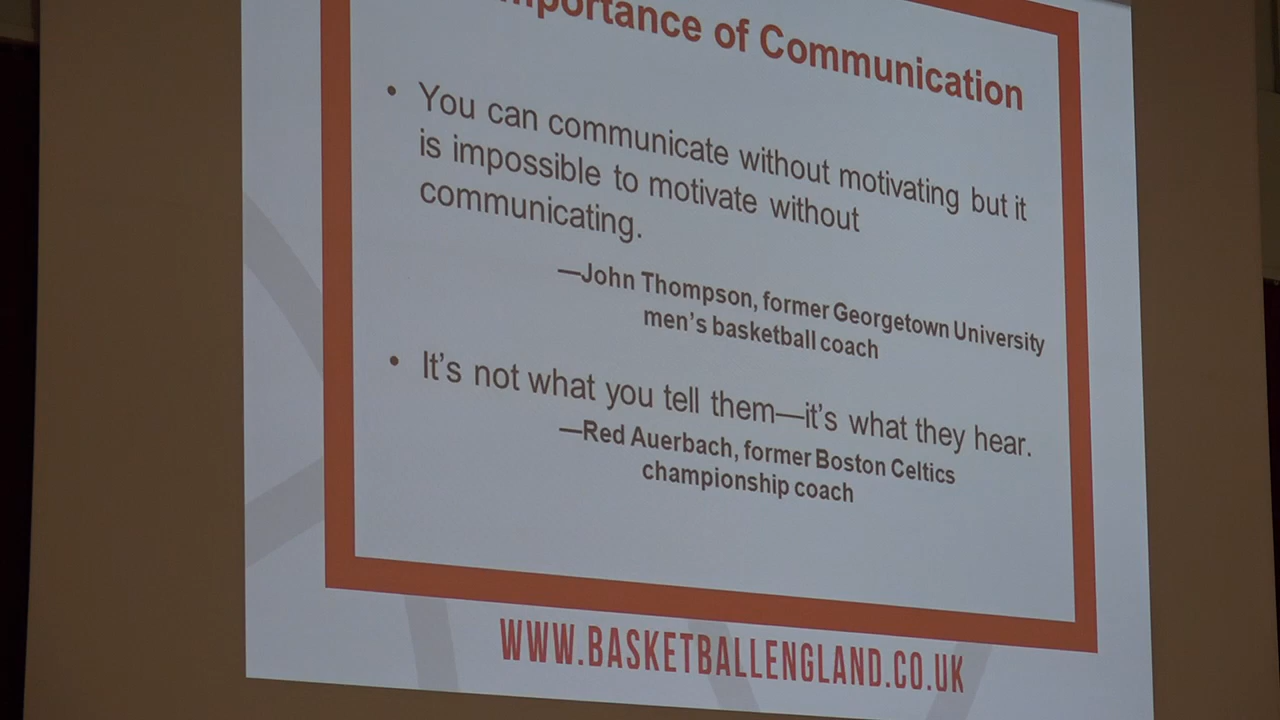 mportance of Communication
• You can communicate without motivating but it
is impossible to motivate without
communicating.
—John Thompson, former Georgetown University
men's basketball coach
• It's not what you tell them—it's what they hear.
—Red Auerbach, former Boston Celtics
championship coach
WWW.BASKETBALLENGLAND.CO.UK